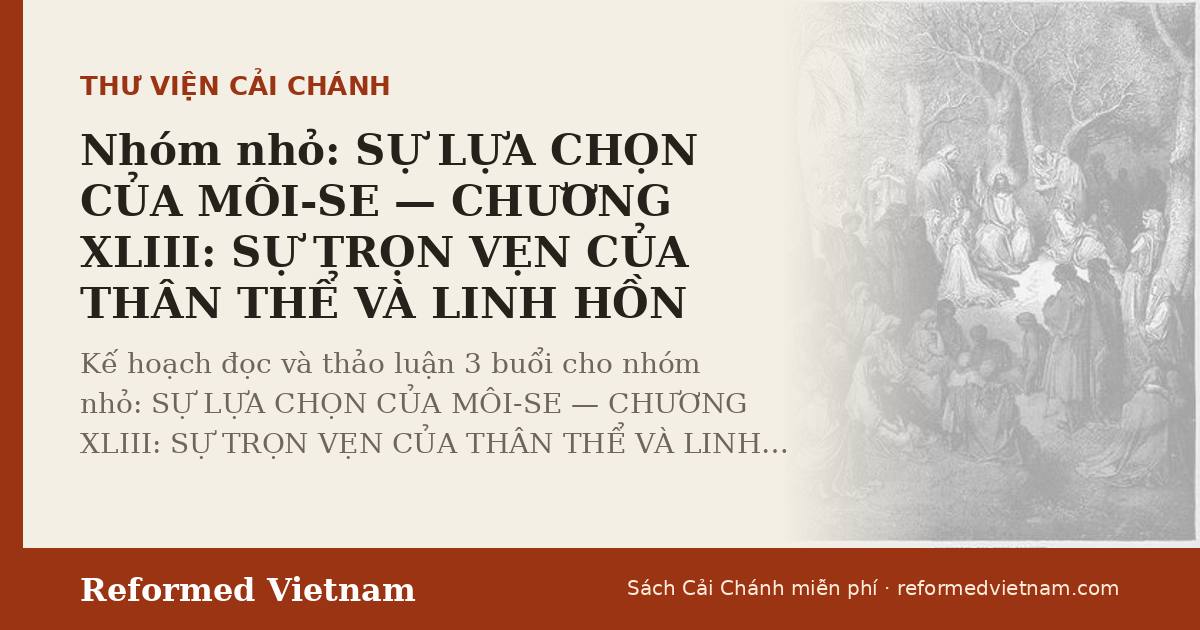 THƯ VIỆN CẢI CHÁNH
Nhóm nhỏ: SỰ LỰA CHỌN
CỦA MÔI-SE — CHƯƠNG
XLIII: SỰ TRỌN VẸN CỦA
THÂN THỂ VÀ LINH HỒN
Kế hoạch đọc và thảo luận 3 buổi cho nhóm
nhỏ: SỰ LỰA CHỌN CỦA MÔI-SE — CHƯƠNG
XLIII: SỰ TRỌN VẸN CỦA THÂN THỂ VÀ LINH...
Reformed Vietnam
Sách Cải Chánh miễn phí · reformedvietnam.com